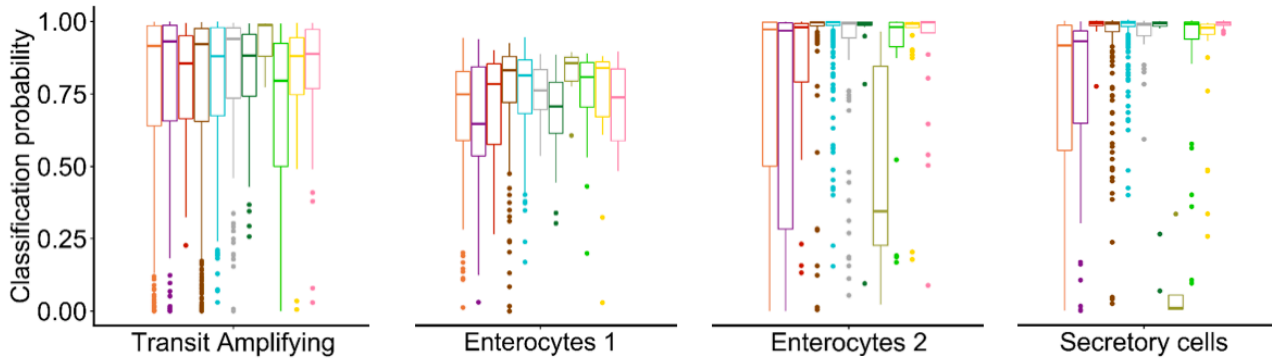 Classification probability
1.00
0.75
0.50
0.25
0.00
Transit Amplifying
Enterocytes 1
Enterocytes 2
Secretory cells